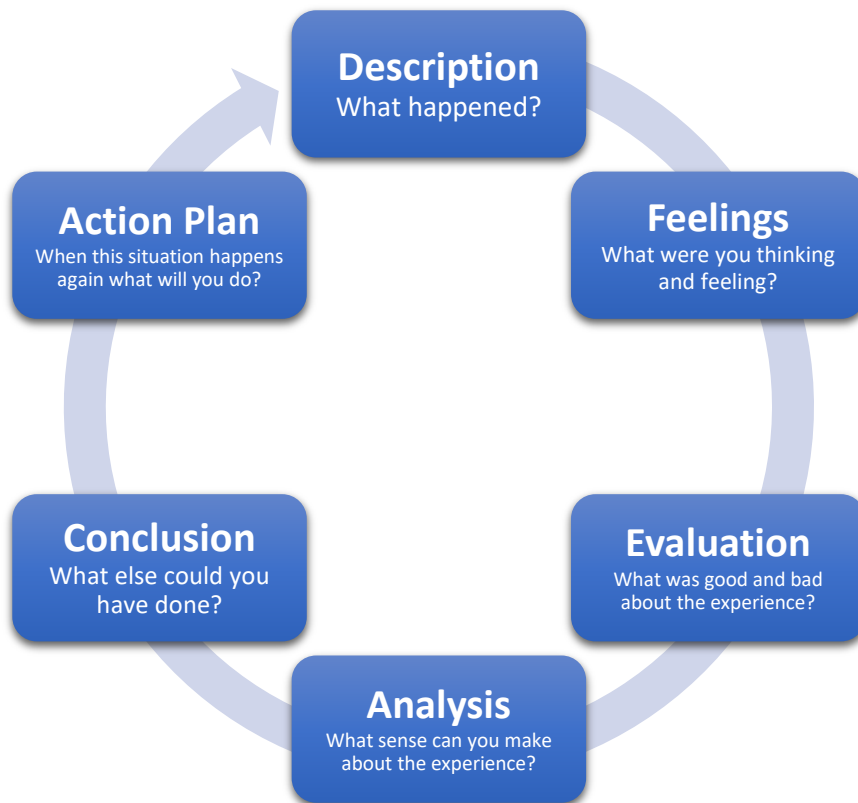 Description
What happened?
Feelings
What were you thinking
and feeling?
Evaluation
What was good and bad
about the experience?
Analysis
What sense can you make
about the experience?
Conclusion
What else could you
have done?
Action Plan
When this situation happens
again what will you do?